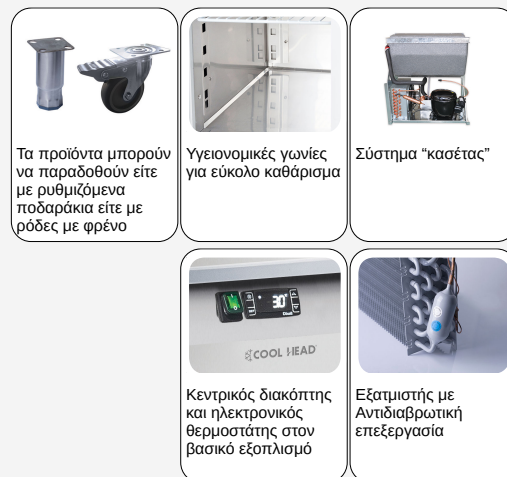 Τα προϊόντα μπορούν
να παραδοθούν είτε
με ρυθμιζόμενα
ποδαράκια είτε με
ρόδες με φρένο
Υγειονομικές γωνίες
για εύκολο καθάρισμα
Σύστημα “κασέτας”
30°
COOL HEAD
Κεντρικός διακόπτης
και ηλεκτρονικός
θερμοστάτης στον
βασικό εξοπλισμό
Εξατμιστής με
Αντιδιαβρωτική
επεξεργασία